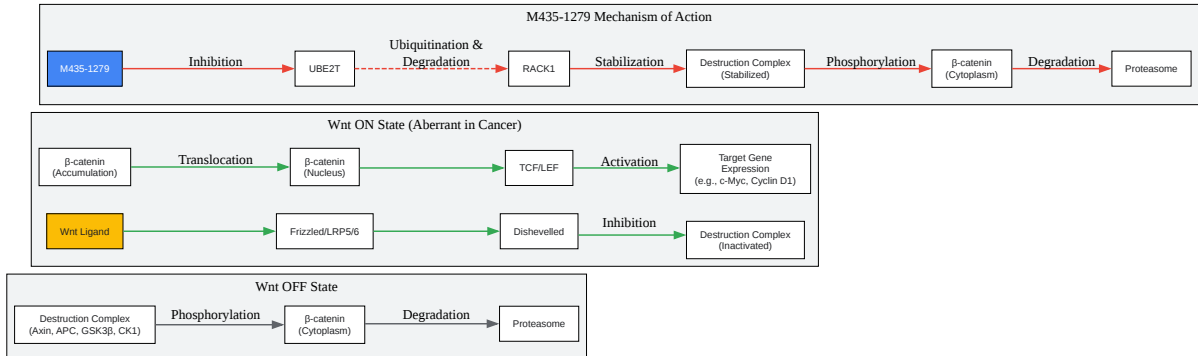 M435-1279 Mechanism of Action
M435-1279
Inhibition
UBE2T
Ubiquitination &
Degradation
RACK1
Stabilization
Destruction Complex
(Stabilized)
Phosphorylation
β-catenin
(Cytoplasm)
Degradation
Proteasome
Wnt ON State (Aberrant in Cancer)
β-catenin
(Accumulation)
Translocation
β-catenin
(Nucleus)
TCF/LEF
Activation
Target Gene
Expression
(e.g., c-Myc, Cyclin D1)
Wnt Ligand
Frizzled/LRP5/6
Dishevelled
Inhibition
Destruction Complex
(Inactivated)
Wnt OFF State
Destruction Complex
(Axin, APC, GSK3β, CK1)
Phosphorylation
β-catenin
(Cytoplasm)
Degradation
Proteasome